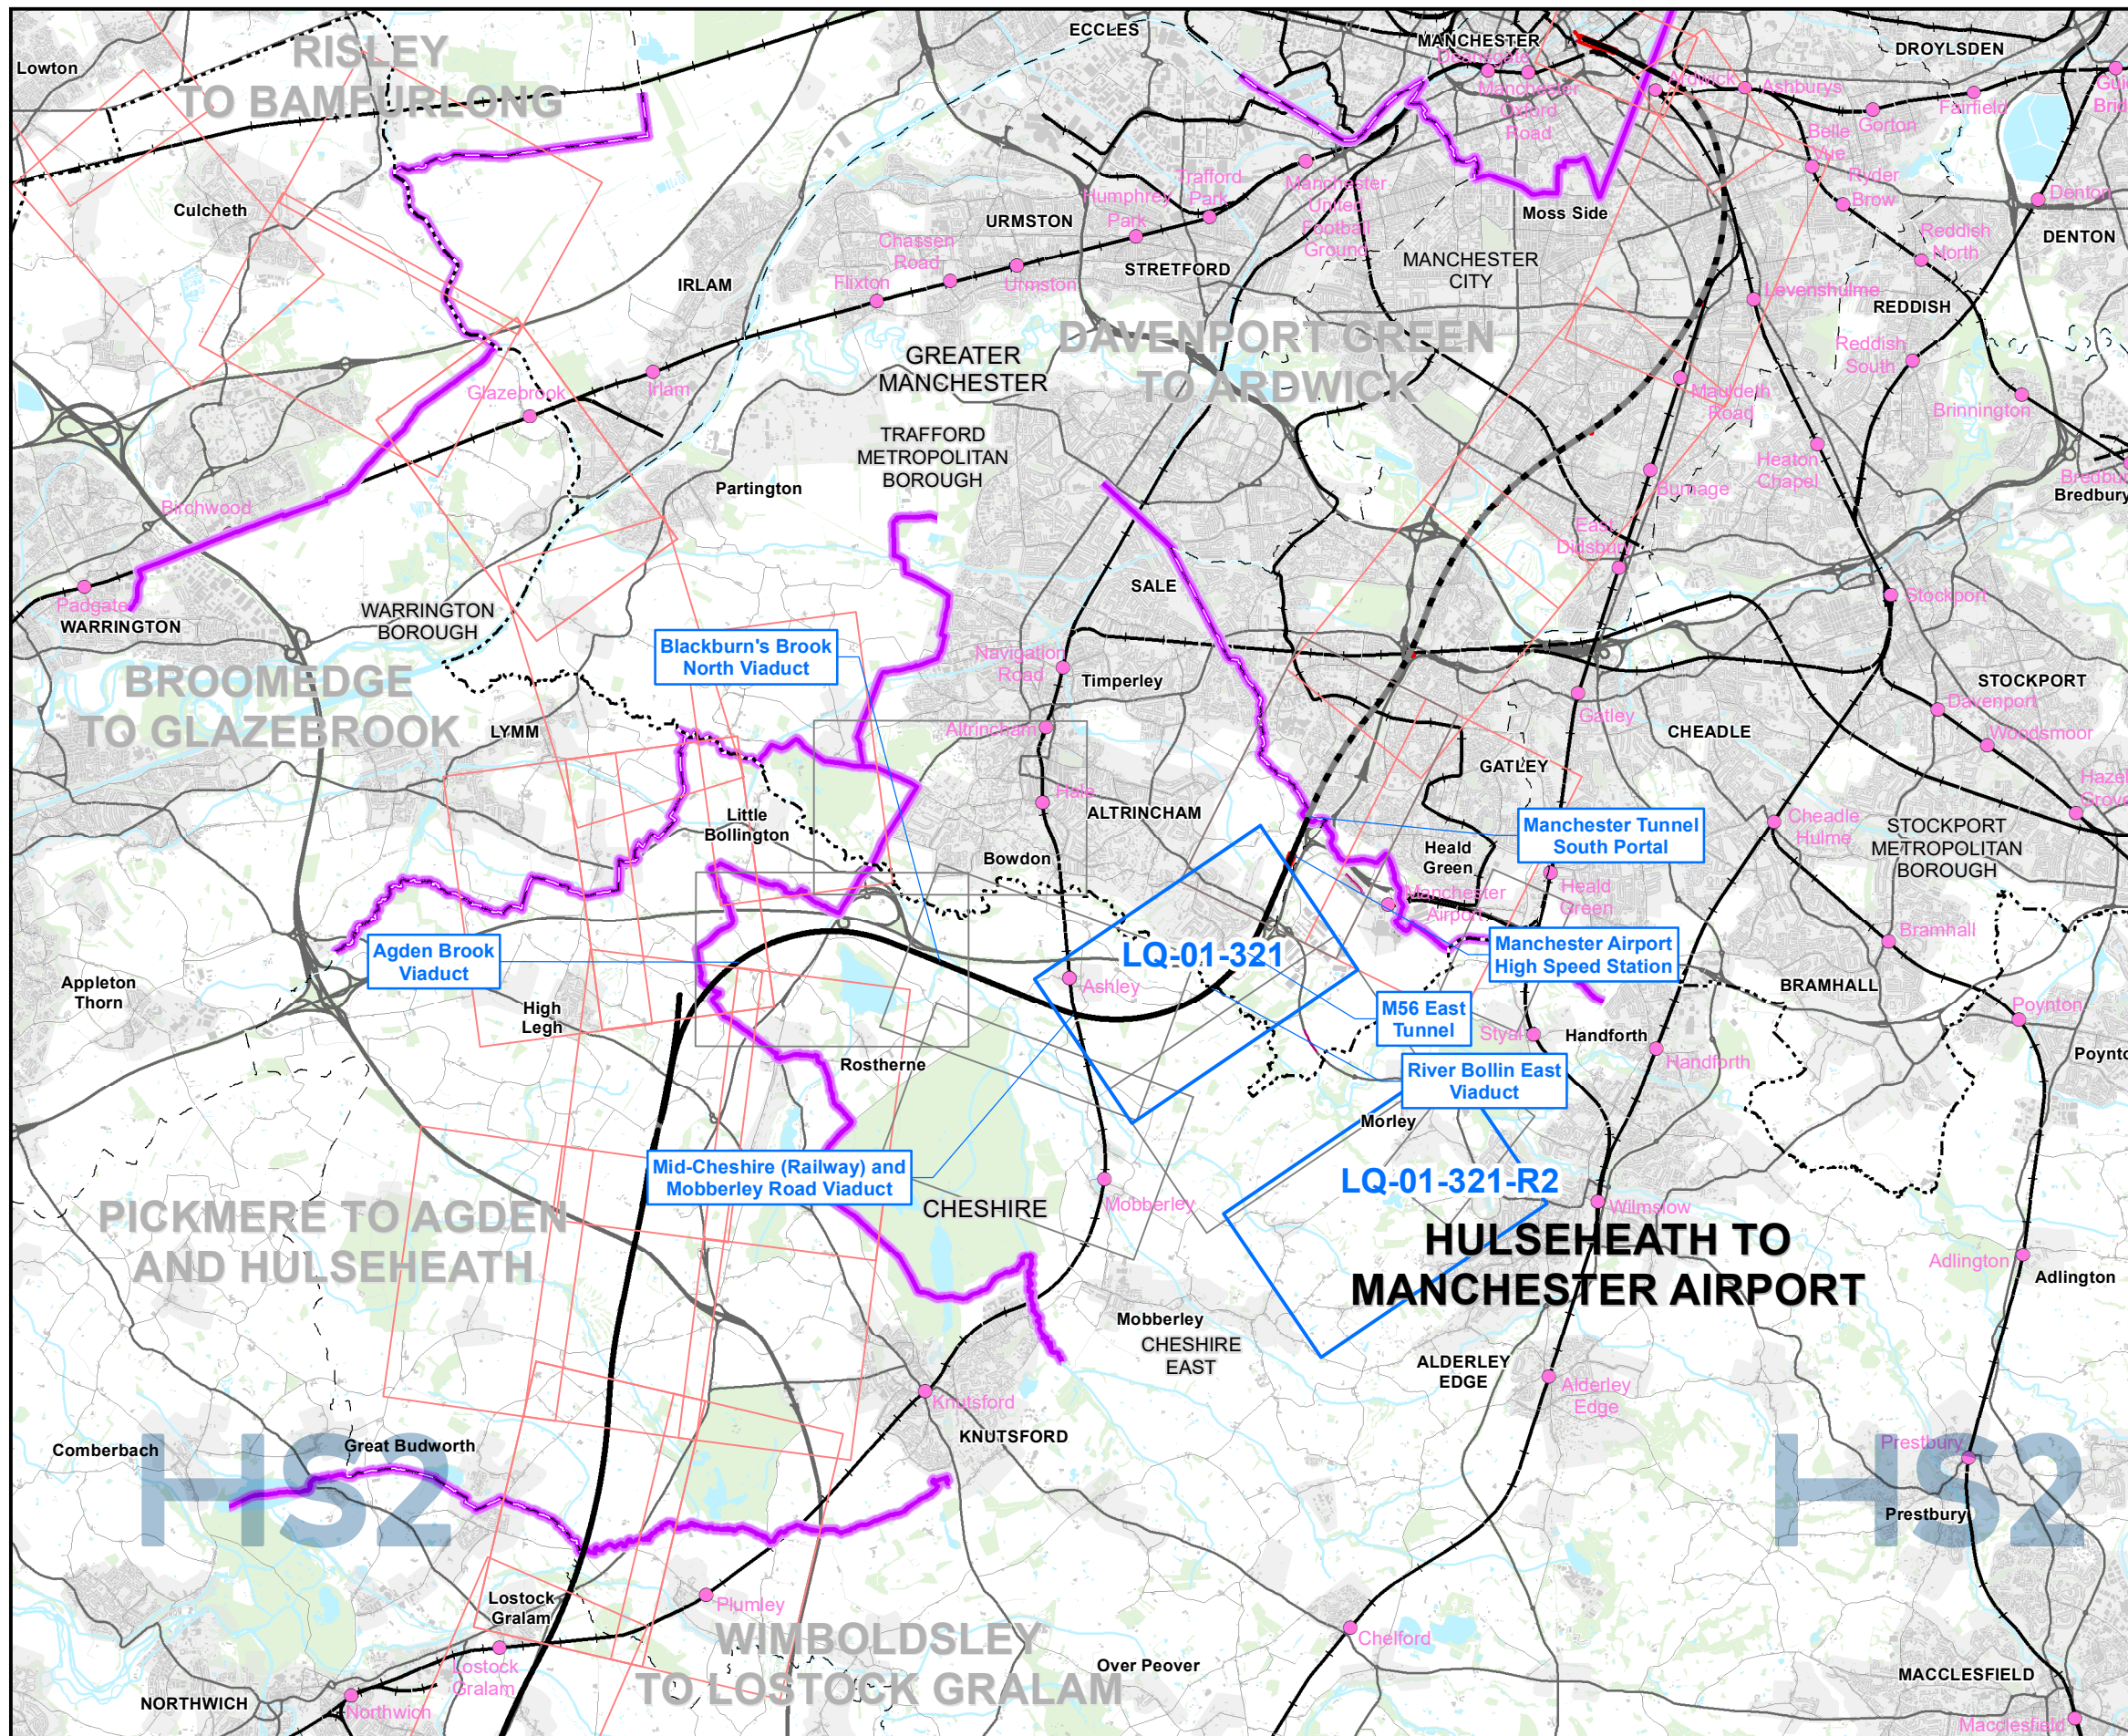 RISLEY
TO BAMFURLONG
Lowton
Culcheth
ECCLES
MANCHESTER
Deansgate
Manchester
Oxford
Road
Ardwick
Ashburys
DROYLSDEN
Fairfield
Gorton
Belle
Vue
Ryder
Brow
Denton
DENTON
Reddish
North
REDDISH
Reddish
South
Brinnington
Levenshulme
Moss Side
MANCHESTER
CITY
Manchester
United
Football
Ground
Trafford
Park
Humphrey
Park
URMSTON
STRETFORD
Chassen
Road
Flixton
Urmston
IRLAM
Irlam
Glazebrook
GREATER
MANCHESTER
DAVENPORT GREEN
TO ARDWICK
TRAFFORD
METROPOLITAN
BOROUGH
Partington
Birchwood
Padgate
WARRINGTON
WARRINGTON
BOROUGH
Mauldeth
Road
Burnage
Heaton
Chapel
East
Didsbury
Bredbury
Stockport
STOCKPORT
SALE
Blackburn's Brook
North Viaduct
Navigation
Road
Timperley
Altrincham
BROOMEDGE
TO GLAZEBROOK
LYMM
Gatley
CHEADLE
Davenport
Woodsmoor
Hazel
Grove
GATLEY
Hale
ALTRINCHAM
Little
Bollington
Bowdon
Manchester Tunnel
South Portal
Cheadle
Hulme
STOCKPORT
METROPOLITAN
BOROUGH
Heald
Green
Heald
Green
Manchester
Airport
LQ-01-321
Manchester Airport
High Speed Station
Bramhall
BRAMHALL
Agden Brook
Viaduct
Appleton
Thorn
High
Legh
Ashley
M56 East
Tunnel
Styal
Handforth
Handforth
Poynton
Rostherne
River Bollin East
Viaduct
Morley
Mid-Cheshire (Railway) and
Mobberley Road Viaduct
CHESHIRE
Mobberley
LQ-01-321-R2
Wilmslow
PICKMERE TO AGDEN
AND HULSEHEATH
HULSEHEATH TO
MANCHESTER AIRPORT
Adlington
Adlington
Mobberley
CHESHIRE
EAST
ALDERLEY
EDGE
Alderley
Edge
Knutsford
KNUTSFORD
Comberbach
Great Budworth
HS2
HS2
Prestbury
Prestbury
Lostock
Gralam
Plumley
Lostock
Gralam
WIMBOLDSLEY
TO LOSTOCK GRALAM
Over Peover
Chelford
NORTHWICH
Northwich
MACCLESFIELD
Macclesfield